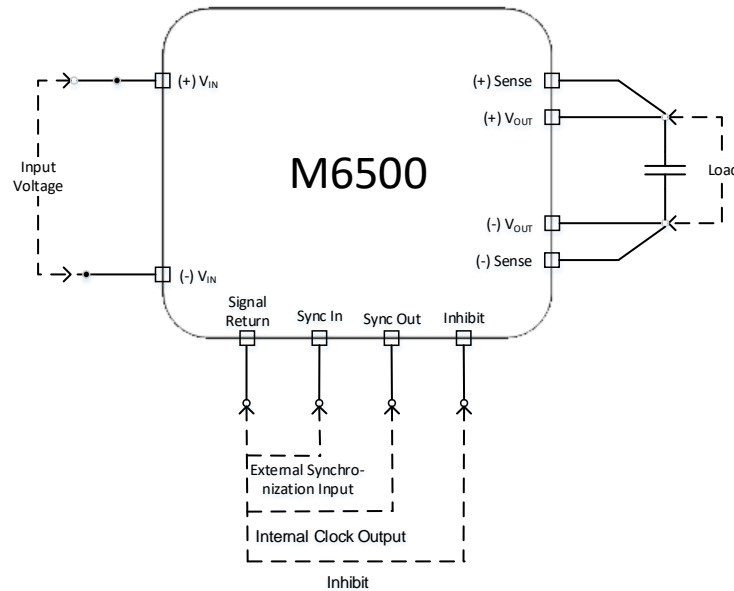 (+) VIN
(+) Sense
(+) VOUT
M6500
Input
Voltage
Load
(-) VOUT
(-) Sense
(-) VIN
Signal
Return
Sync In
Sync Out
Inhibit
External Synchro-
nization Input
Internal Clock Output
Inhibit